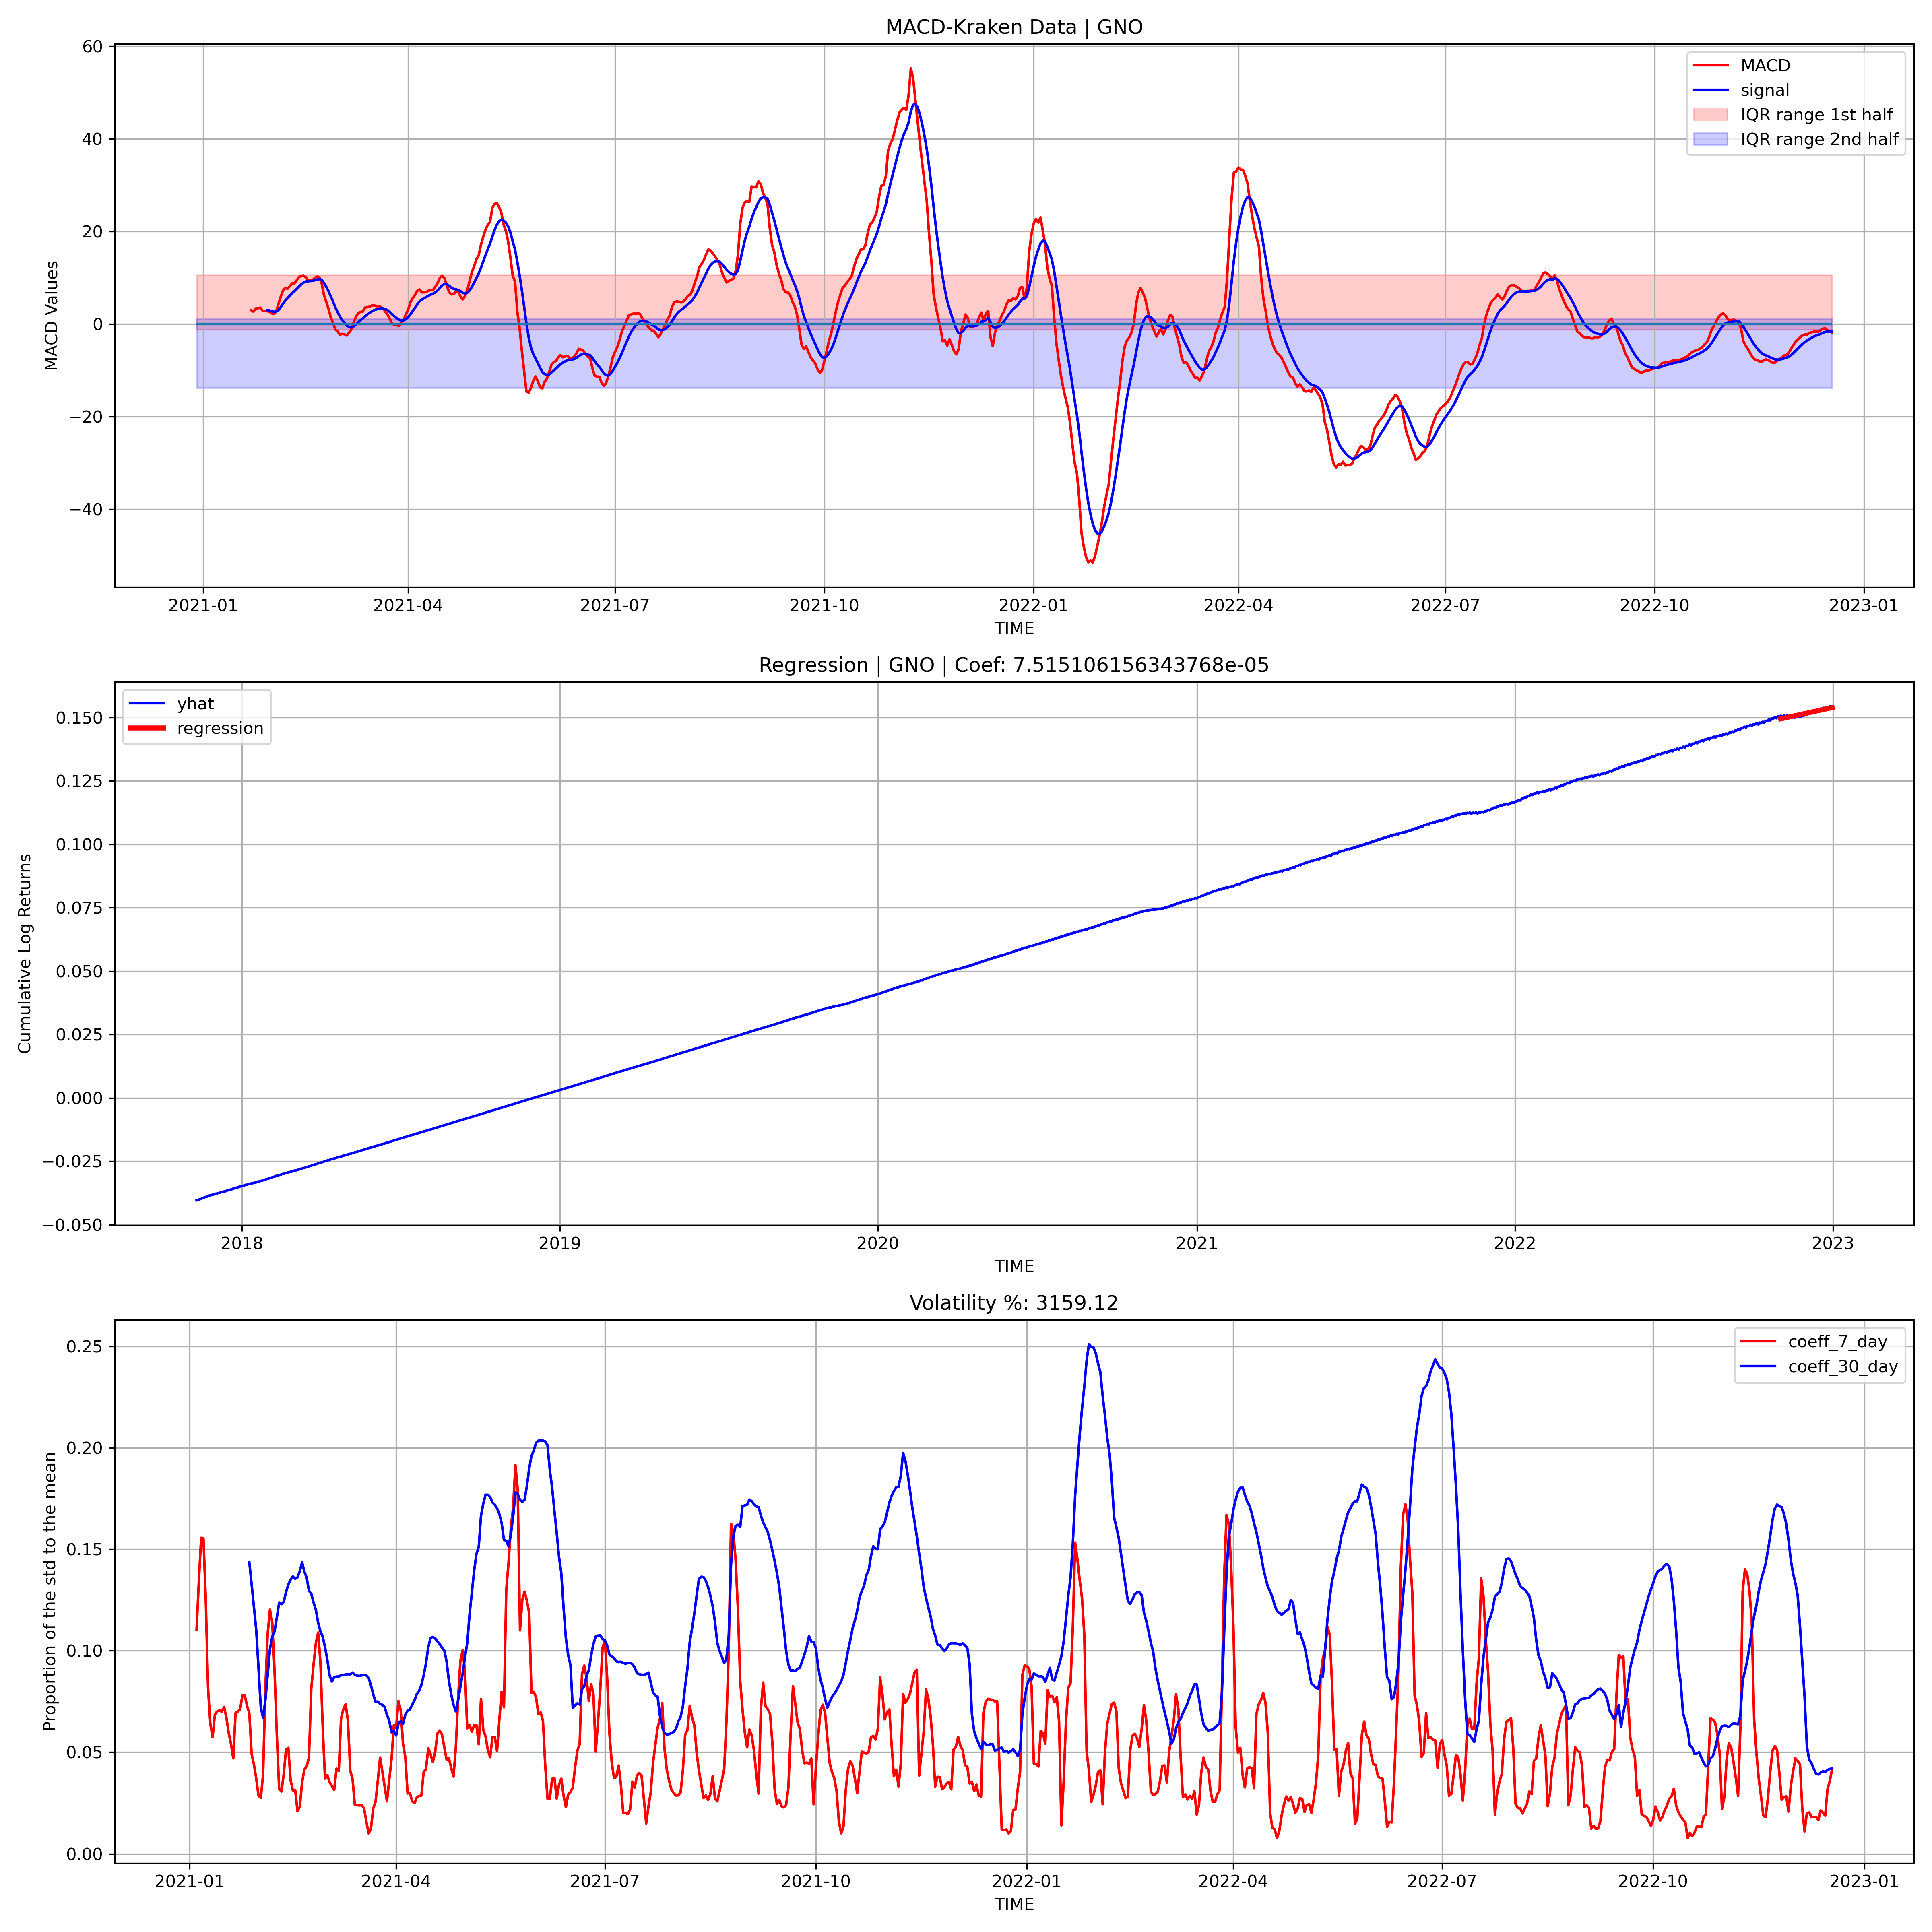 MACD-Kraken Data | GNO
MACD Values
60
40
20
0
−20
−40
MACD
signal
IQR range 1st half
IQR range 2nd half
2021-01 2021-04 2021-07 2021-10 2022-01 2022-04 2022-07 2022-10 2023-01
TIME
Regression | GNO | Coef: 7.515106156343768e-05
Cumulative Log Returns
0.150
0.125
0.100
0.075
0.050
0.025
0.000
−0.025
−0.050
yhat
regression
2018 2019 2020 2021 2022 2023
TIME
Volatility %: 3159.12
Proportion of the std to the mean
0.25
0.20
0.15
0.10
0.05
0.00
coeff_7_day
coeff_30_day
2021-01 2021-04 2021-07 2021-10 2022-01 2022-04 2022-07 2022-10 2023-01
TIME